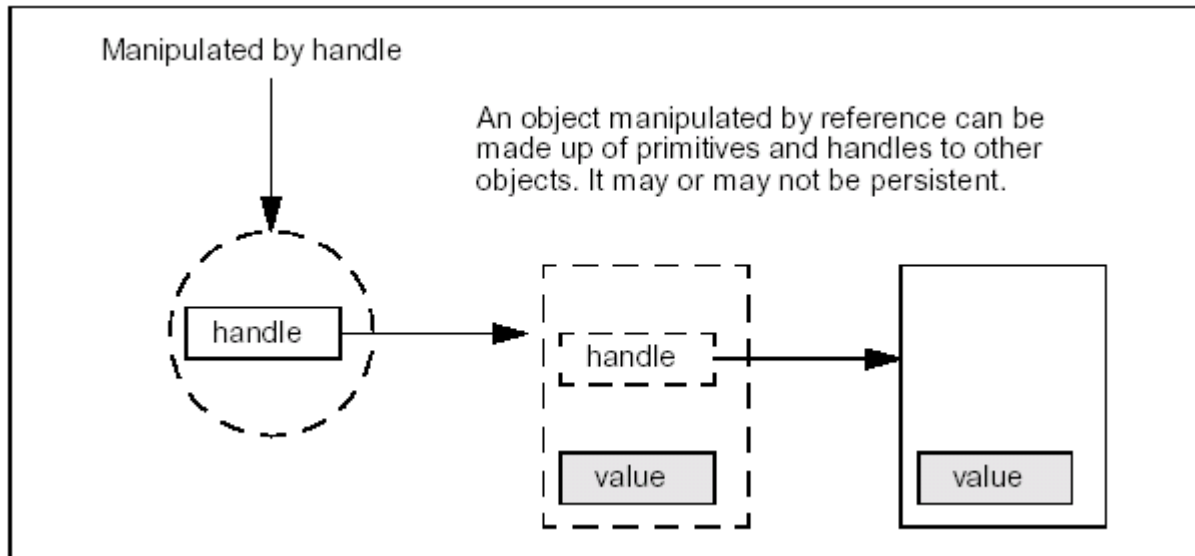 Manipulated by handle
An object manipulated by reference can be
made up of primitives and handles to other
objects. It may or may not be persistent.
handle
handle
value
value